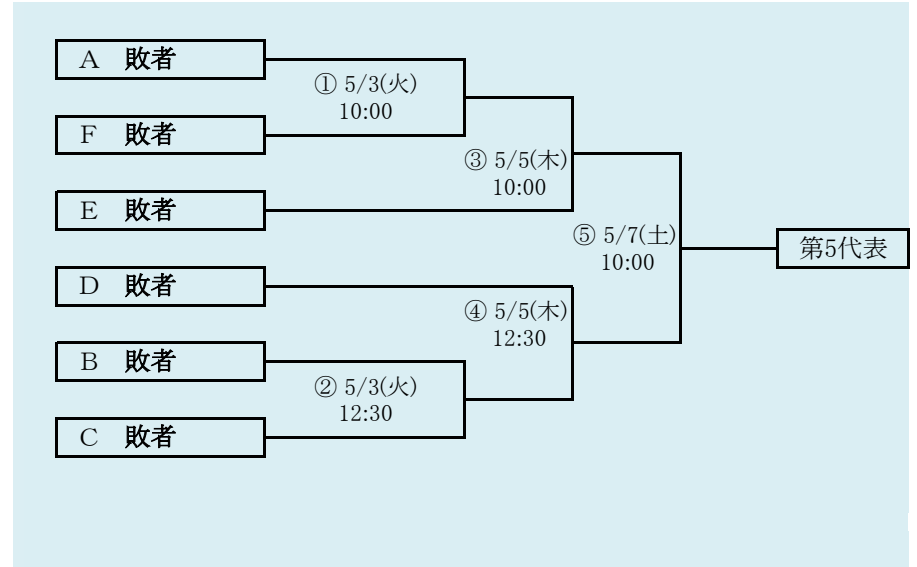 A 敗者
① 5/3(火)
10:00
F 敗者
③ 5/5(木)
10:00
E 敗者
⑤ 5/7(土)
10:00
第5代表
D 敗者
④ 5/5(木)
12:30
B 敗者
② 5/3(火)
12:30
C 敗者